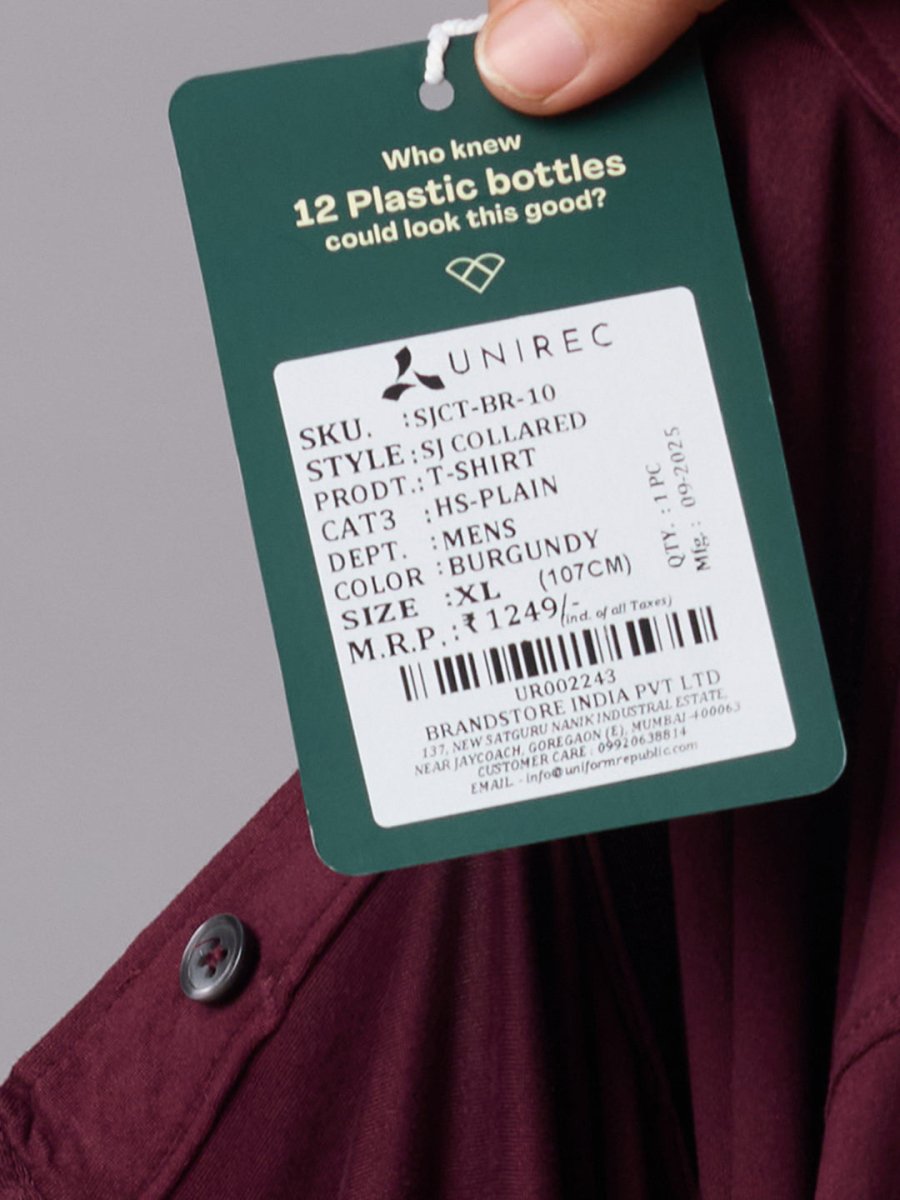 Who knew
12 Plastic bottles
could look this good?
UNIREC
SKU. :SJCT-BR-10
STYLE :SJ COLLARED
PRODT.:T-SHIRT
CAT3 :HS-PLAIN
DEPT. :MENS
COLOR :BURGUNDY
SIZE :XL (107CM)
M.R.P.:₹ 1249/-
(incl. of all Taxes)
QTY. : 1 PC
Mfg.: 09-2025
UR002243
BRANDSTORE INDIA PVT LTD
137, NEW SATGURU NANIK INDUSTRAL ESTATE,
NEAR JAYCOACH, GOREGAON (E), MUMBAI-400063
CUSTOMER CARE : 09920638814
EMAIL - info@uniformrepublic.com